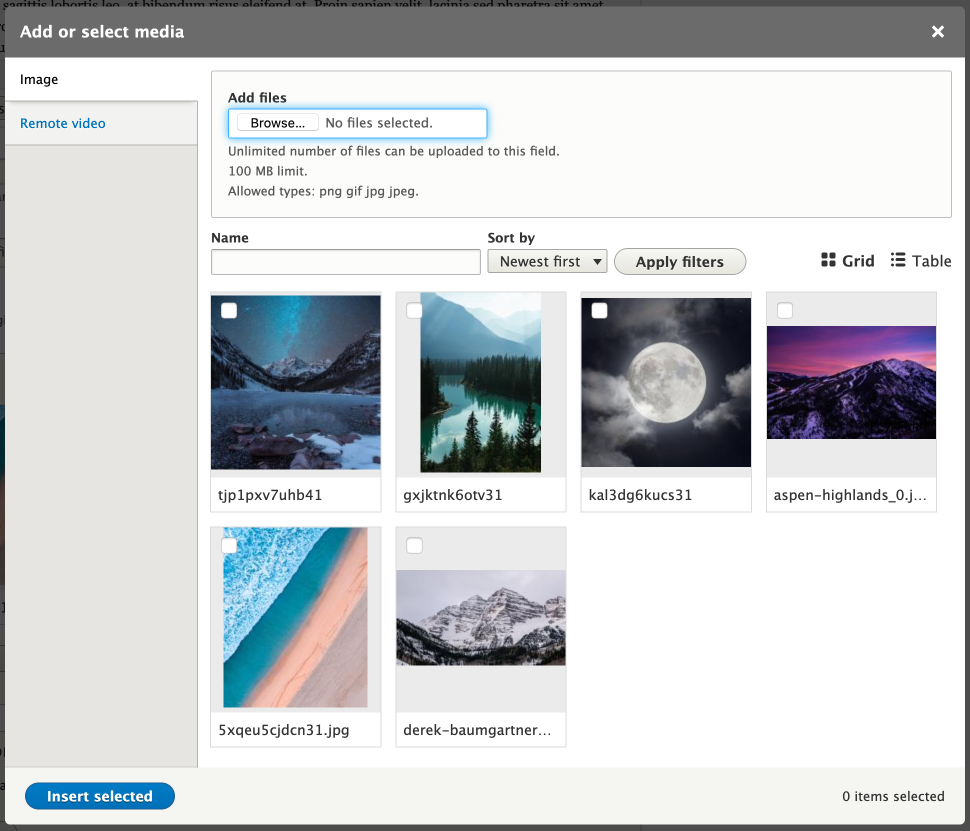 sagittis lobortis leo, at bibendum risus eleifend at. Proin sapien velit, lacinia sed pharetra sit amet
Add or select media
Image
Remote video
Add files
Browse... No files selected.
Unlimited number of files can be uploaded to this field.
100 MB limit.
Allowed types: png gif jpg jpeg.
Name Sort by
Newest first Apply filters Grid Table
tjp1pxv7uhb41 gxjktnk6otv31 kal3dg6kucs31 aspen-highlands_0.j...
5xqeu5cjdcn31.jpg derek-baumgartner...
Insert selected 0 items selected